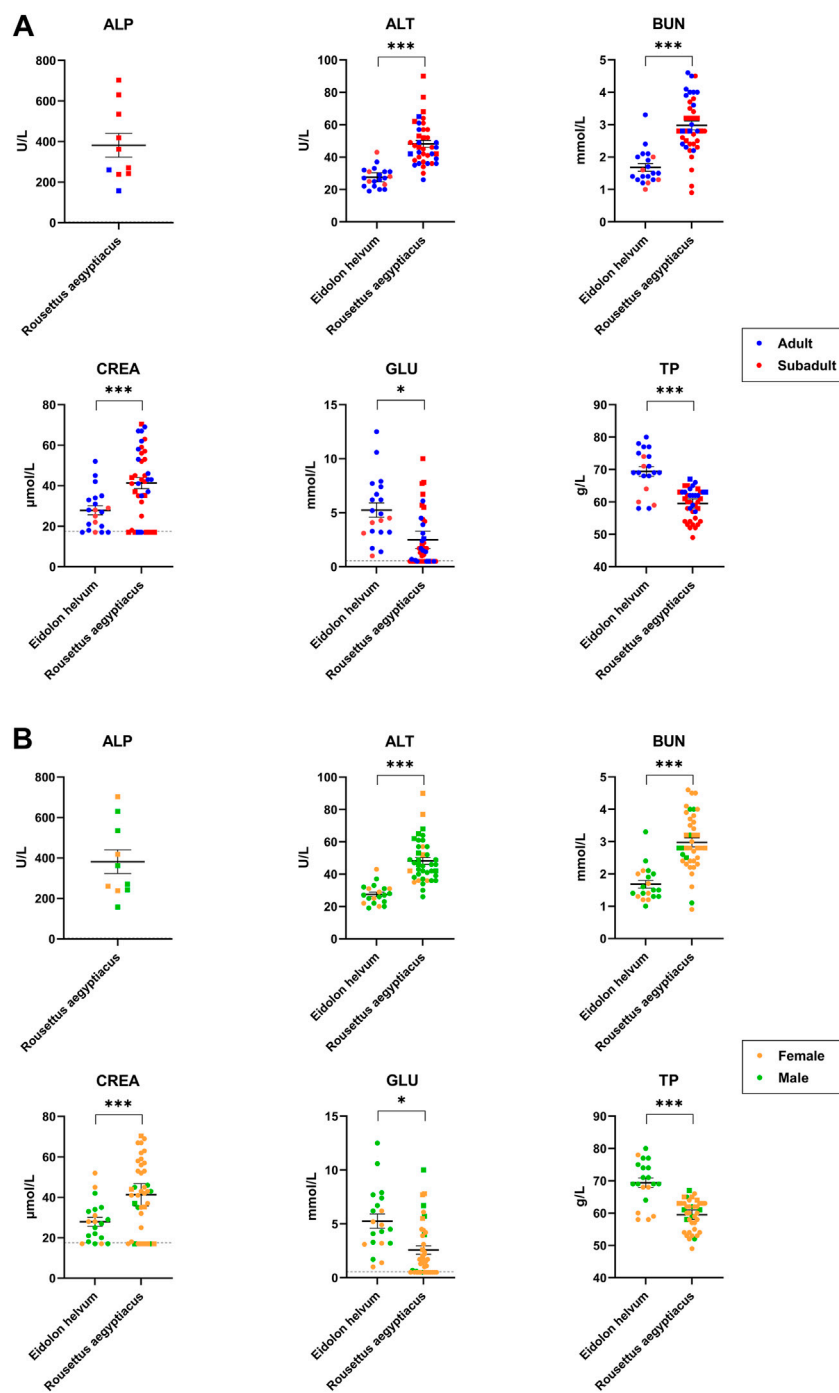 A
ALP
800
600
400
200
0
U/L
Rousettus aegyptiacus
ALT
***
100
80
60
40
20
0
U/L
Eidolon helvum
Rousettus aegyptiacus
BUN
***
5
4
3
2
1
0
mmol/L
Eidolon helvum
Rousettus aegyptiacus
Adult
Subadult
CREA
***
80
60
40
20
0
µmol/L
Eidolon helvum
Rousettus aegyptiacus
GLU
*
15
10
5
0
mmol/L
Eidolon helvum
Rousettus aegyptiacus
TP
***
90
80
70
60
50
40
g/L
Eidolon helvum
Rousettus aegyptiacus
B
ALP
800
600
400
200
0
U/L
Rousettus aegyptiacus
ALT
***
100
80
60
40
20
0
U/L
Eidolon helvum
Rousettus aegyptiacus
BUN
***
5
4
3
2
1
0
mmol/L
Eidolon helvum
Rousettus aegyptiacus
Female
Male
CREA
***
80
60
40
20
0
µmol/L
Eidolon helvum
Rousettus aegyptiacus
GLU
*
15
10
5
0
mmol/L
Eidolon helvum
Rousettus aegyptiacus
TP
***
90
80
70
60
50
40
g/L
Eidolon helvum
Rousettus aegyptiacus